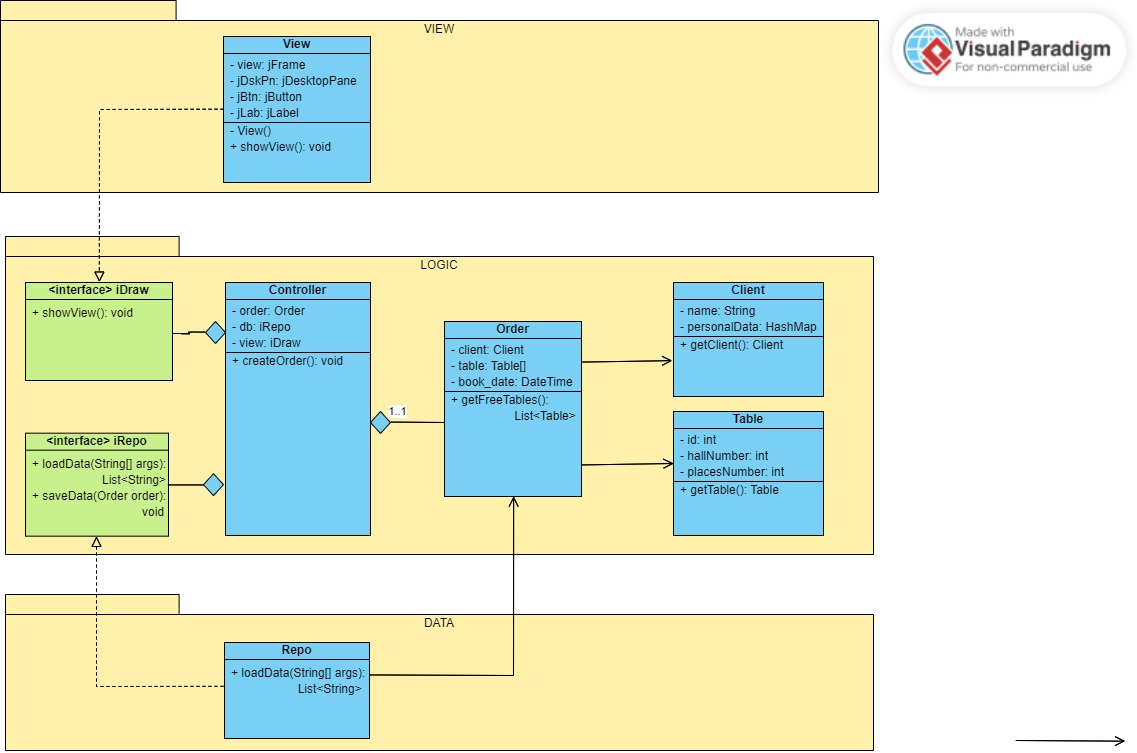 VIEW
View
- view: jFrame
- jDskPn: jDesktopPane
- jBtn: jButton
- jLab: jLabel
- View()
+ showView(): void
Made with
Visual Paradigm
For non-commercial use
LOGIC
<interface> iDraw
+ showView(): void
Controller
- order: Order
- db: iRepo
- view: iDraw
+ createOrder(): void
1..1
Order
- client: Client
- table: Table[]
- book_date: DateTime
+ getFreeTables():
List<Table>
Client
- name: String
- personalData: HashMap
+ getClient(): Client
Table
- id: int
- hallNumber: int
- placesNumber: int
+ getTable(): Table
<interface> iRepo
+ loadData(String[] args):
List<String>
+ saveData(Order order):
void
DATA
Repo
+ loadData(String[] args):
List<String>